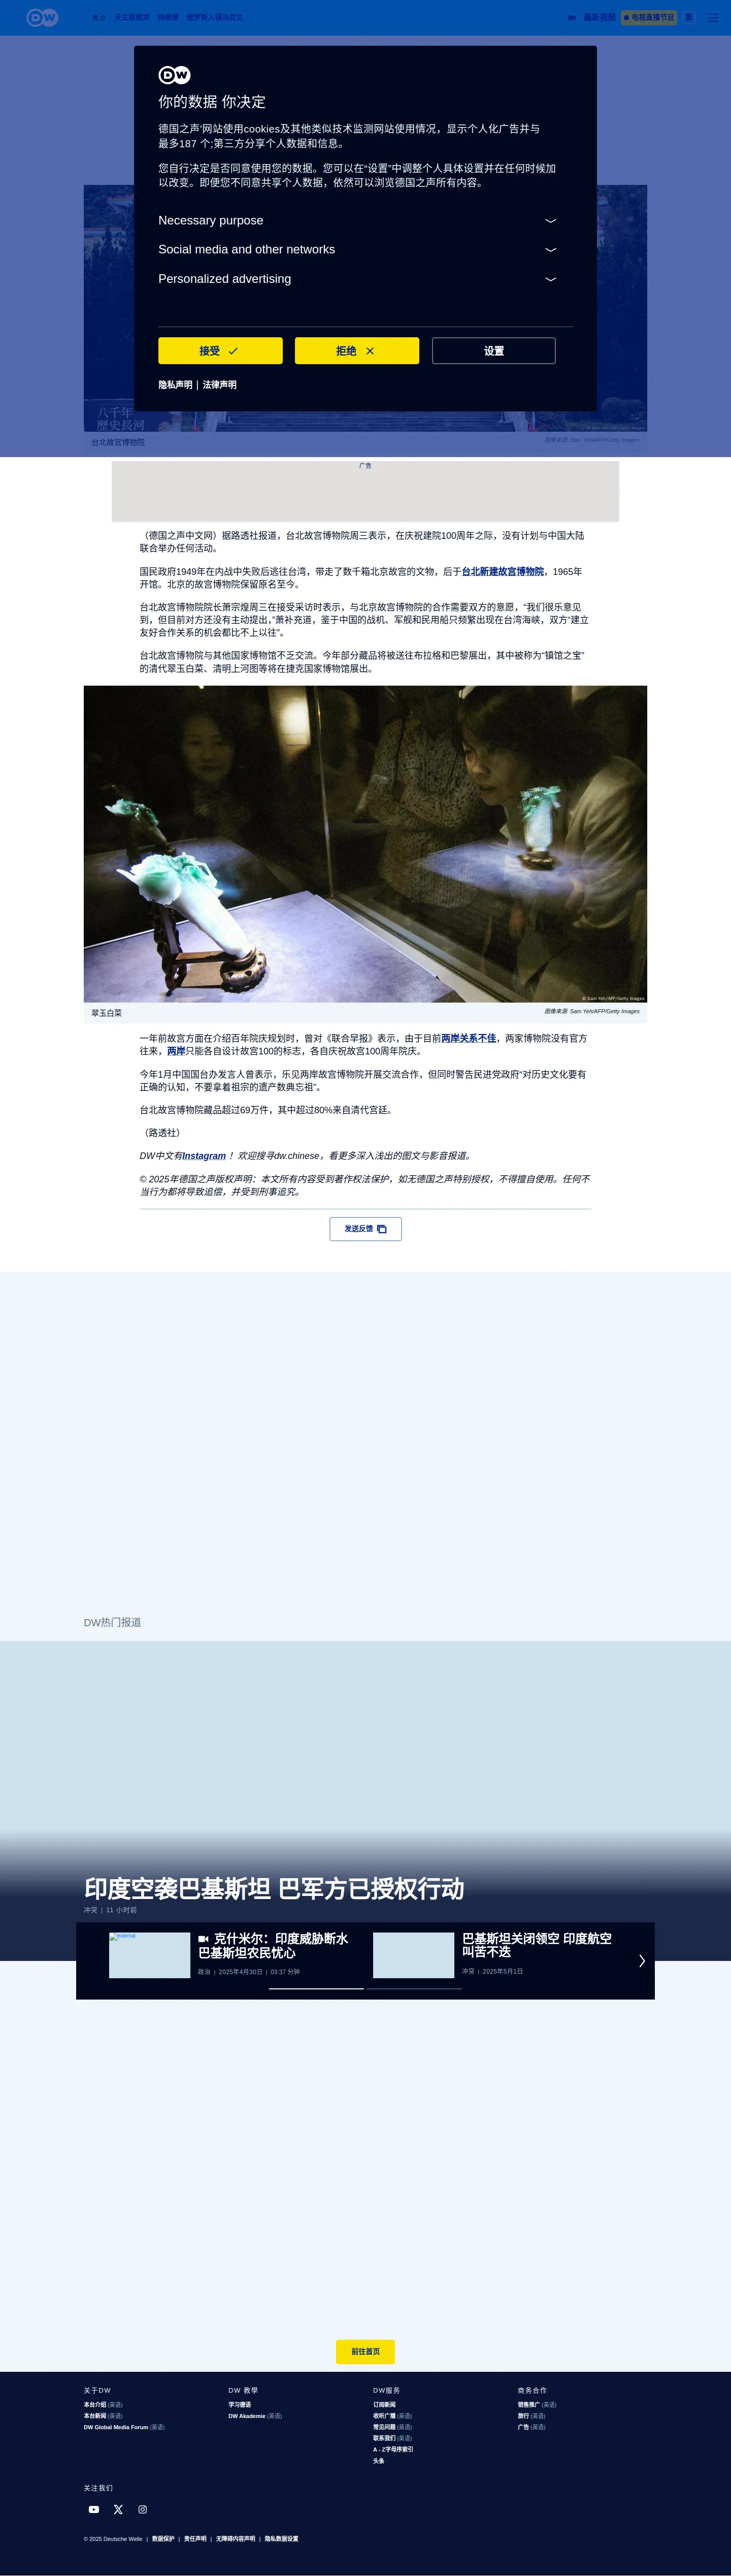 DW
焦点
天主教教宗
特朗普
俄罗斯入侵乌克兰
最新视频
电视直播节目
繁
DW
你的数据 你决定
德国之声'网站使用cookies及其他类似技术监测网站使用情况，显示个人化广告并与
最多187 个;第三方分享个人数据和信息。
您自行决定是否同意使用您的数据。您可以在“设置”中调整个人具体设置并在任何时候加
以改变。即便您不同意共享个人数据，依然可以浏览德国之声所有内容。
Necessary purpose
Social media and other networks
Personalized advertising
接受
拒绝
设置
隐私声明 | 法律声明
八千年
歷史長河
© Sam Yeh/AFP/Getty Images
台北故宫博物院
图像来源: Sam Yeh/AFP/Getty Images
广告
（德国之声中文网）据路透社报道，台北故宫博物院周三表示，在庆祝建院100周年之际，没有计划与中国大陆
联合举办任何活动。
国民政府1949年在内战中失败后逃往台湾，带走了数千箱北京故宫的文物，后于台北新建故宫博物院，1965年
开馆。北京的故宫博物院保留原名至今。
台北故宫博物院院长萧宗煌周三在接受采访时表示，与北京故宫博物院的合作需要双方的意愿，“我们很乐意见
到，但目前对方还没有主动提出，”萧补充道，鉴于中国的战机、军舰和民用船只频繁出现在台湾海峡，双方“建立
友好合作关系的机会都比不上以往”。
台北故宫博物院与其他国家博物馆不乏交流。今年部分藏品将被送往布拉格和巴黎展出，其中被称为“镇馆之宝”
的清代翠玉白菜、清明上河图等将在捷克国家博物馆展出。
© Sam Yeh/AFP/Getty Images
翠玉白菜
图像来源: Sam Yeh/AFP/Getty Images
一年前故宫方面在介绍百年院庆规划时，曾对《联合早报》表示，由于目前两岸关系不佳，两家博物院没有官方
往来，两岸只能各自设计故宫100的标志，各自庆祝故宫100周年院庆。
今年1月中国国台办发言人曾表示，乐见两岸故宫博物院开展交流合作，但同时警告民进党政府“对历史文化要有
正确的认知，不要拿着祖宗的遗产数典忘祖”。
台北故宫博物院藏品超过69万件，其中超过80%来自清代宫廷。
（路透社）
DW中文有Instagram！欢迎搜寻dw.chinese，看更多深入浅出的图文与影音报道。
© 2025年德国之声版权声明：本文所有内容受到著作权法保护，如无德国之声特别授权，不得擅自使用。任何不
当行为都将导致追偿，并受到刑事追究。
发送反馈
DW热门报道
印度空袭巴基斯坦 巴军方已授权行动
冲突 | 11 小时前
external
克什米尔：印度威胁断水
巴基斯坦农民忧心
政治 | 2025年4月30日 | 03:37 分钟
巴基斯坦关闭领空 印度航空
叫苦不迭
冲突 | 2025年5月1日
前往首页
关于DW
本台介绍 (英语)
本台新闻 (英语)
DW Global Media Forum (英语)
DW 教學
学习德语
DW Akademie (英语)
DW服务
订阅新闻
收听广播 (英语)
常见问题 (英语)
联系我们 (英语)
A - Z字母序索引
头条
商务合作
销售推广 (英语)
旅行 (英语)
广告 (英语)
关注我们
© 2025 Deutsche Welle | 数据保护 | 责任声明 | 无障碍内容声明 | 隐私数据设置